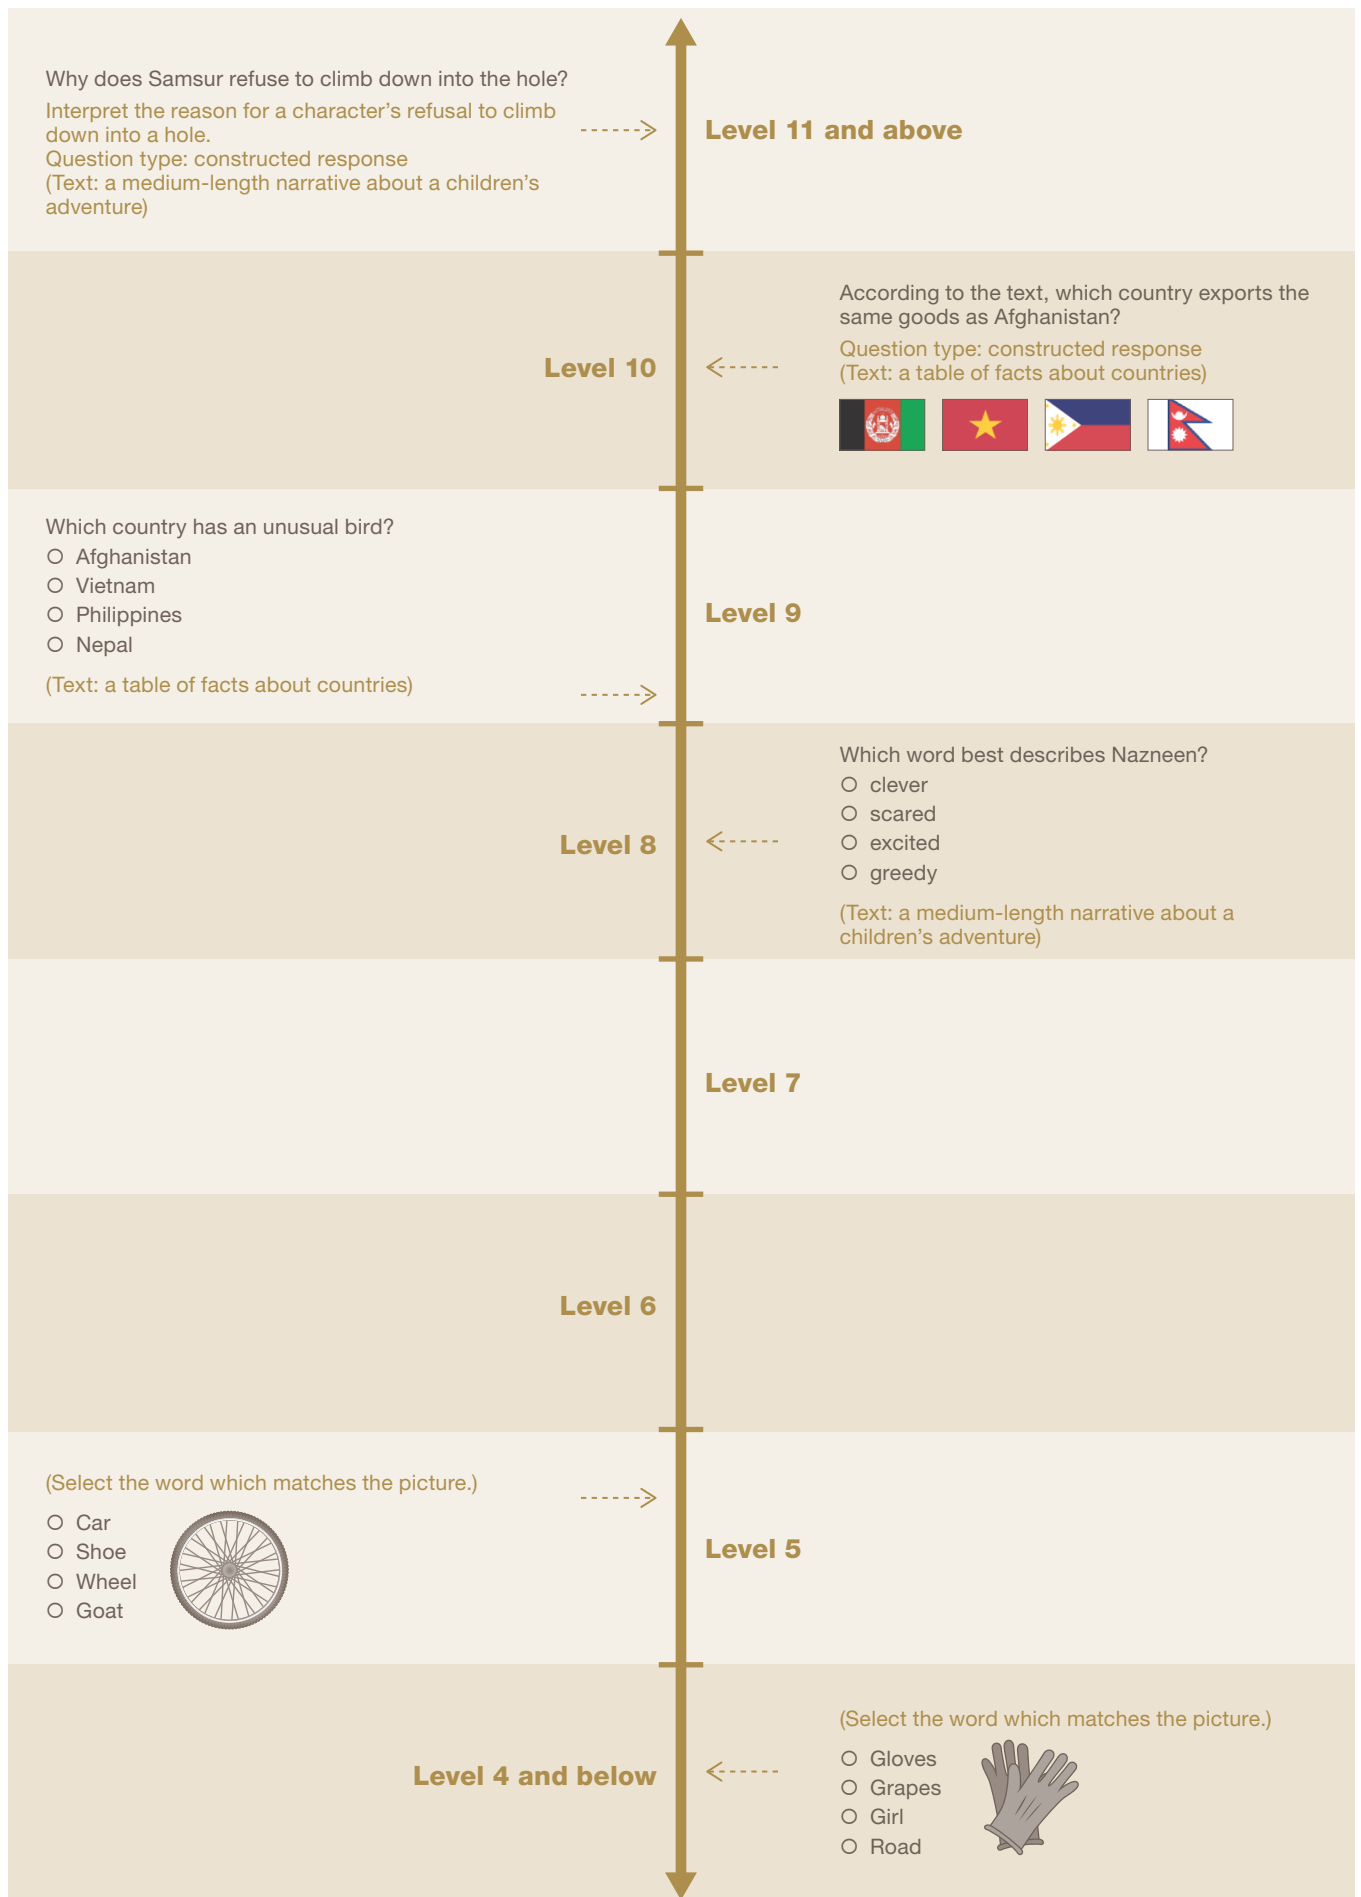 Why does Samsur refuse to climb down into the hole?
Interpret the reason for a character’s refusal to climb
down into a hole.
Question type: constructed response
(Text: a medium-length narrative about a children’s
adventure)
Level 11 and above
According to the text, which country exports the
same goods as Afghanistan?
Question type: constructed response
(Text: a table of facts about countries)
Level 10
Which country has an unusual bird?
Afghanistan
Vietnam
Philippines
Nepal
(Text: a table of facts about countries)
Level 9
Which word best describes Nazneen?
clever
scared
excited
greedy
(Text: a medium-length narrative about a
children’s adventure)
Level 8
Level 7
Level 6
(Select the word which matches the picture.)
Car
Shoe
Wheel
Goat
Level 5
(Select the word which matches the picture.)
Gloves
Grapes
Girl
Road
Level 4 and below